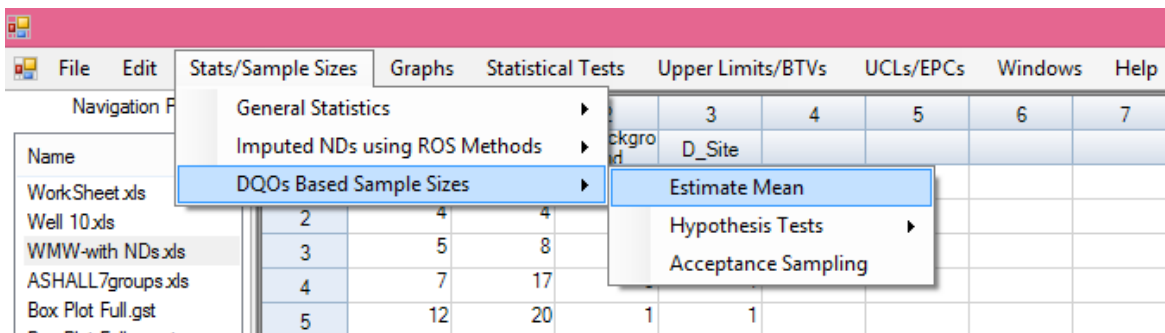 File Edit Stats/Sample Sizes Graphs Statistical Tests Upper Limits/BTVs UCLs/EPCs Windows Help
Navigation General Statistics 3 4 5 6 7
Name Imputed NDs using ROS Methods D_Site
WorkSheet.xls DQOs Based Sample Sizes Estimate Mean
Well 10.xls 2 4 4 Hypothesis Tests
WMW-with NDs.xls 3 5 8 Acceptance Sampling
ASHALL7groups.xls 4 7 17
Box Plot Full.gst 5 12 20 1 1